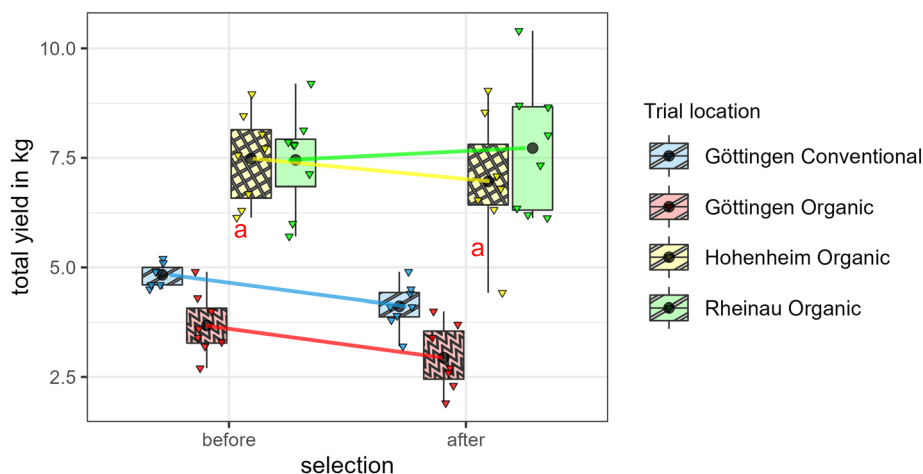 10.0
7.5
5.0
2.5
total yield in kg
a
a
before
after
selection
Trial location
Göttingen Conventional
Göttingen Organic
Hohenheim Organic
Rheinau Organic